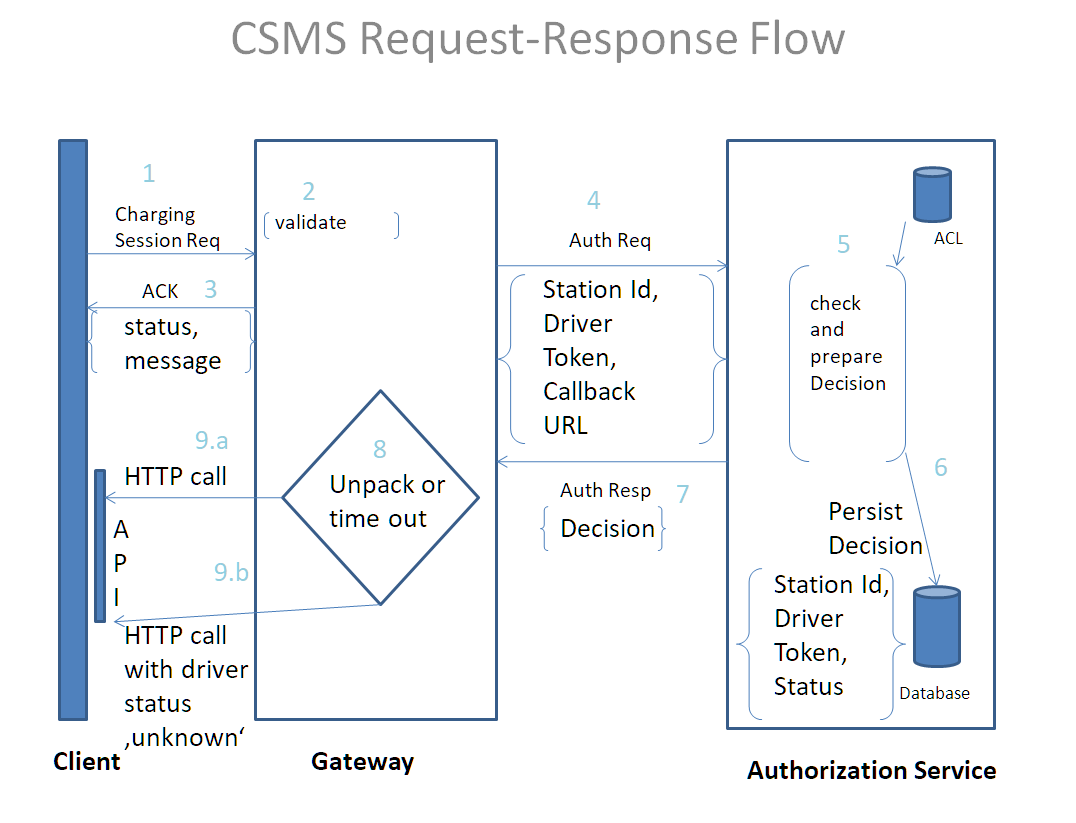 CSMS Request-Response Flow
1
Charging
Session Req
2
validate
3
ACK
status,
message
4
Auth Req
Station Id,
Driver
Token,
Callback
URL
5
check
and
prepare
Decision
ACL
6
Persist
Decision
Station Id,
Driver
Token,
Status
Database
7
Auth Resp
Decision
8
Unpack or
time out
9.a
HTTP call
A
P
I
9.b
HTTP call
with driver
status
‚unknown‘
Client
Gateway
Authorization Service